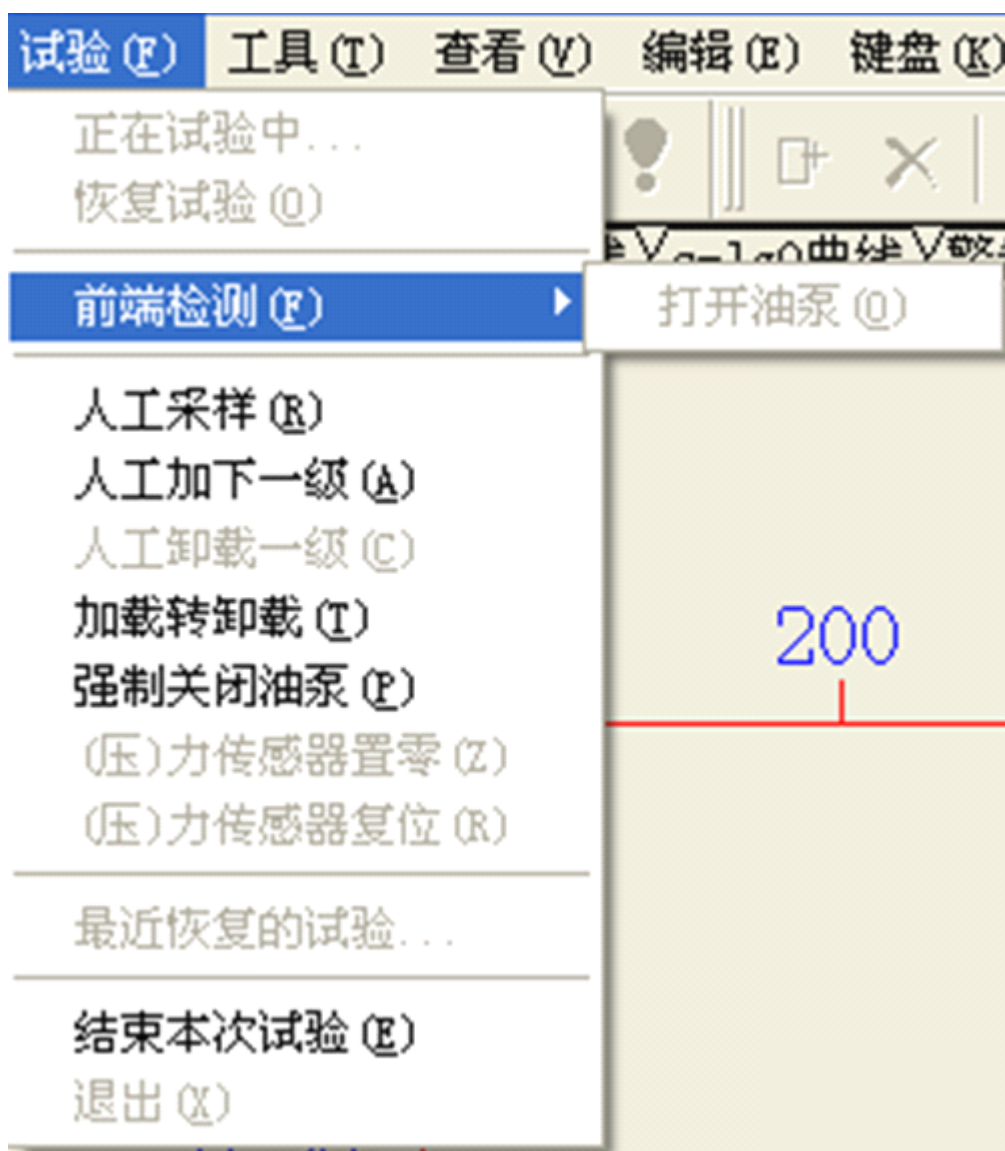 试验(F) 工具(T) 查看(V) 编辑(E) 键盘(K)
正在试验中...
恢复试验(O)
前端检测(F)
打开油泵(O)
人工采样(R)
人工加下一级(A)
人工卸载一级(C)
加载转卸载(T)
强制关闭油泵(P)
(压)力传感器置零(Z)
(压)力传感器复位(R)
最近恢复的试验...
结束本次试验(E)
退出(X)
200